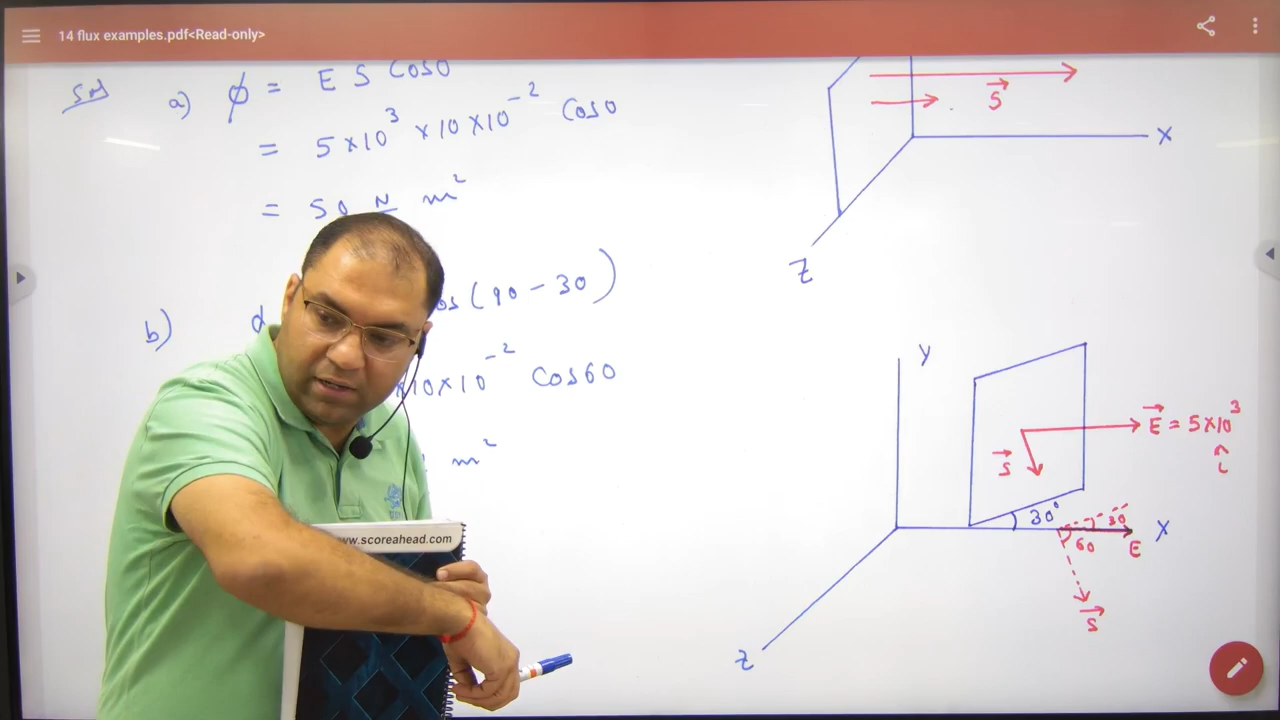 14 flux examples.pdf<Read-only>
Sol
a) ϕ = E S Cos0
= 5×10³ ×10×10⁻² Cos0
= 50 N m²
b) os(90-30)
×10×10⁻² Cos60
m²
S⃗
X
Z
Y
E⃗ = 5×10³
î
S⃗
30°
30
60
E
X
S⃗
Z
www.scoreahead.com